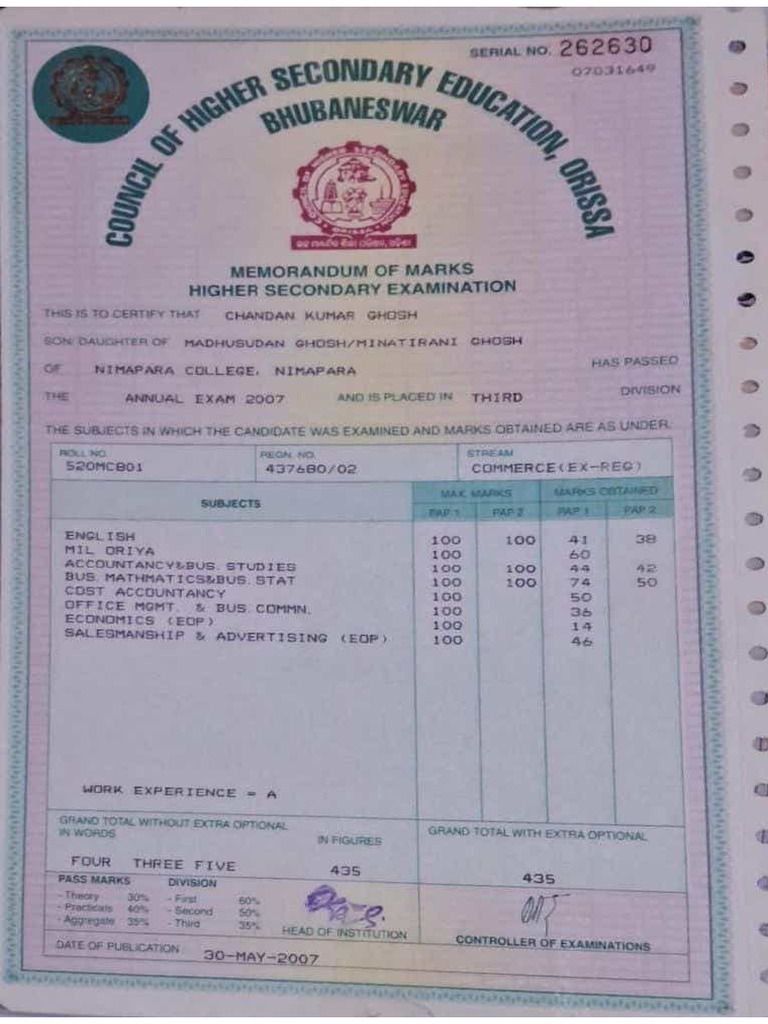 SERIAL NO. 262630
07031649
COUNCIL OF HIGHER SECONDARY EDUCATION, ORISSA
BHUBANESWAR
MEMORANDUM OF MARKS
HIGHER SECONDARY EXAMINATION
THIS IS TO CERTIFY THAT CHANDAN KUMAR GHOSH
SON/DAUGHTER OF MADHUSUDAN GHOSH/MINATIRANI GHOSH
OF NIMAPARA COLLEGE, NIMAPARA HAS PASSED
THE ANNUAL EXAM 2007 AND IS PLACED IN THIRD DIVISION
THE SUBJECTS IN WHICH THE CANDIDATE WAS EXAMINED AND MARKS OBTAINED ARE AS UNDER.
ROLL NO. REGN. NO. STREAM
520MC801 437680/02 COMMERCE(EX-REG)
SUBJECTS MAX. MARKS MARKS OBTAINED
PAP 1 PAP 2 PAP 1 PAP 2
ENGLISH 100 100 41 38
MIL ORIYA 100 60
ACCOUNTANCY&BUS. STUDIES 100 100 44 42
BUS. MATHMATICS&BUS. STAT 100 100 74 50
COST ACCOUNTANCY 100 50
OFFICE MGMT. & BUS. COMMN. 100 36
ECONOMICS (EOP) 100 14
SALESMANSHIP & ADVERTISING (EOP) 100 46
WORK EXPERIENCE = A
GRAND TOTAL WITHOUT EXTRA OPTIONAL GRAND TOTAL WITH EXTRA OPTIONAL
IN WORDS IN FIGURES
FOUR THREE FIVE 435 435
PASS MARKS DIVISION
- Theory 30% - First 60%
- Practicals 40% - Second 50%
- Aggregate 35% - Third 35%
HEAD OF INSTITUTION CONTROLLER OF EXAMINATIONS
DATE OF PUBLICATION 30-MAY-2007